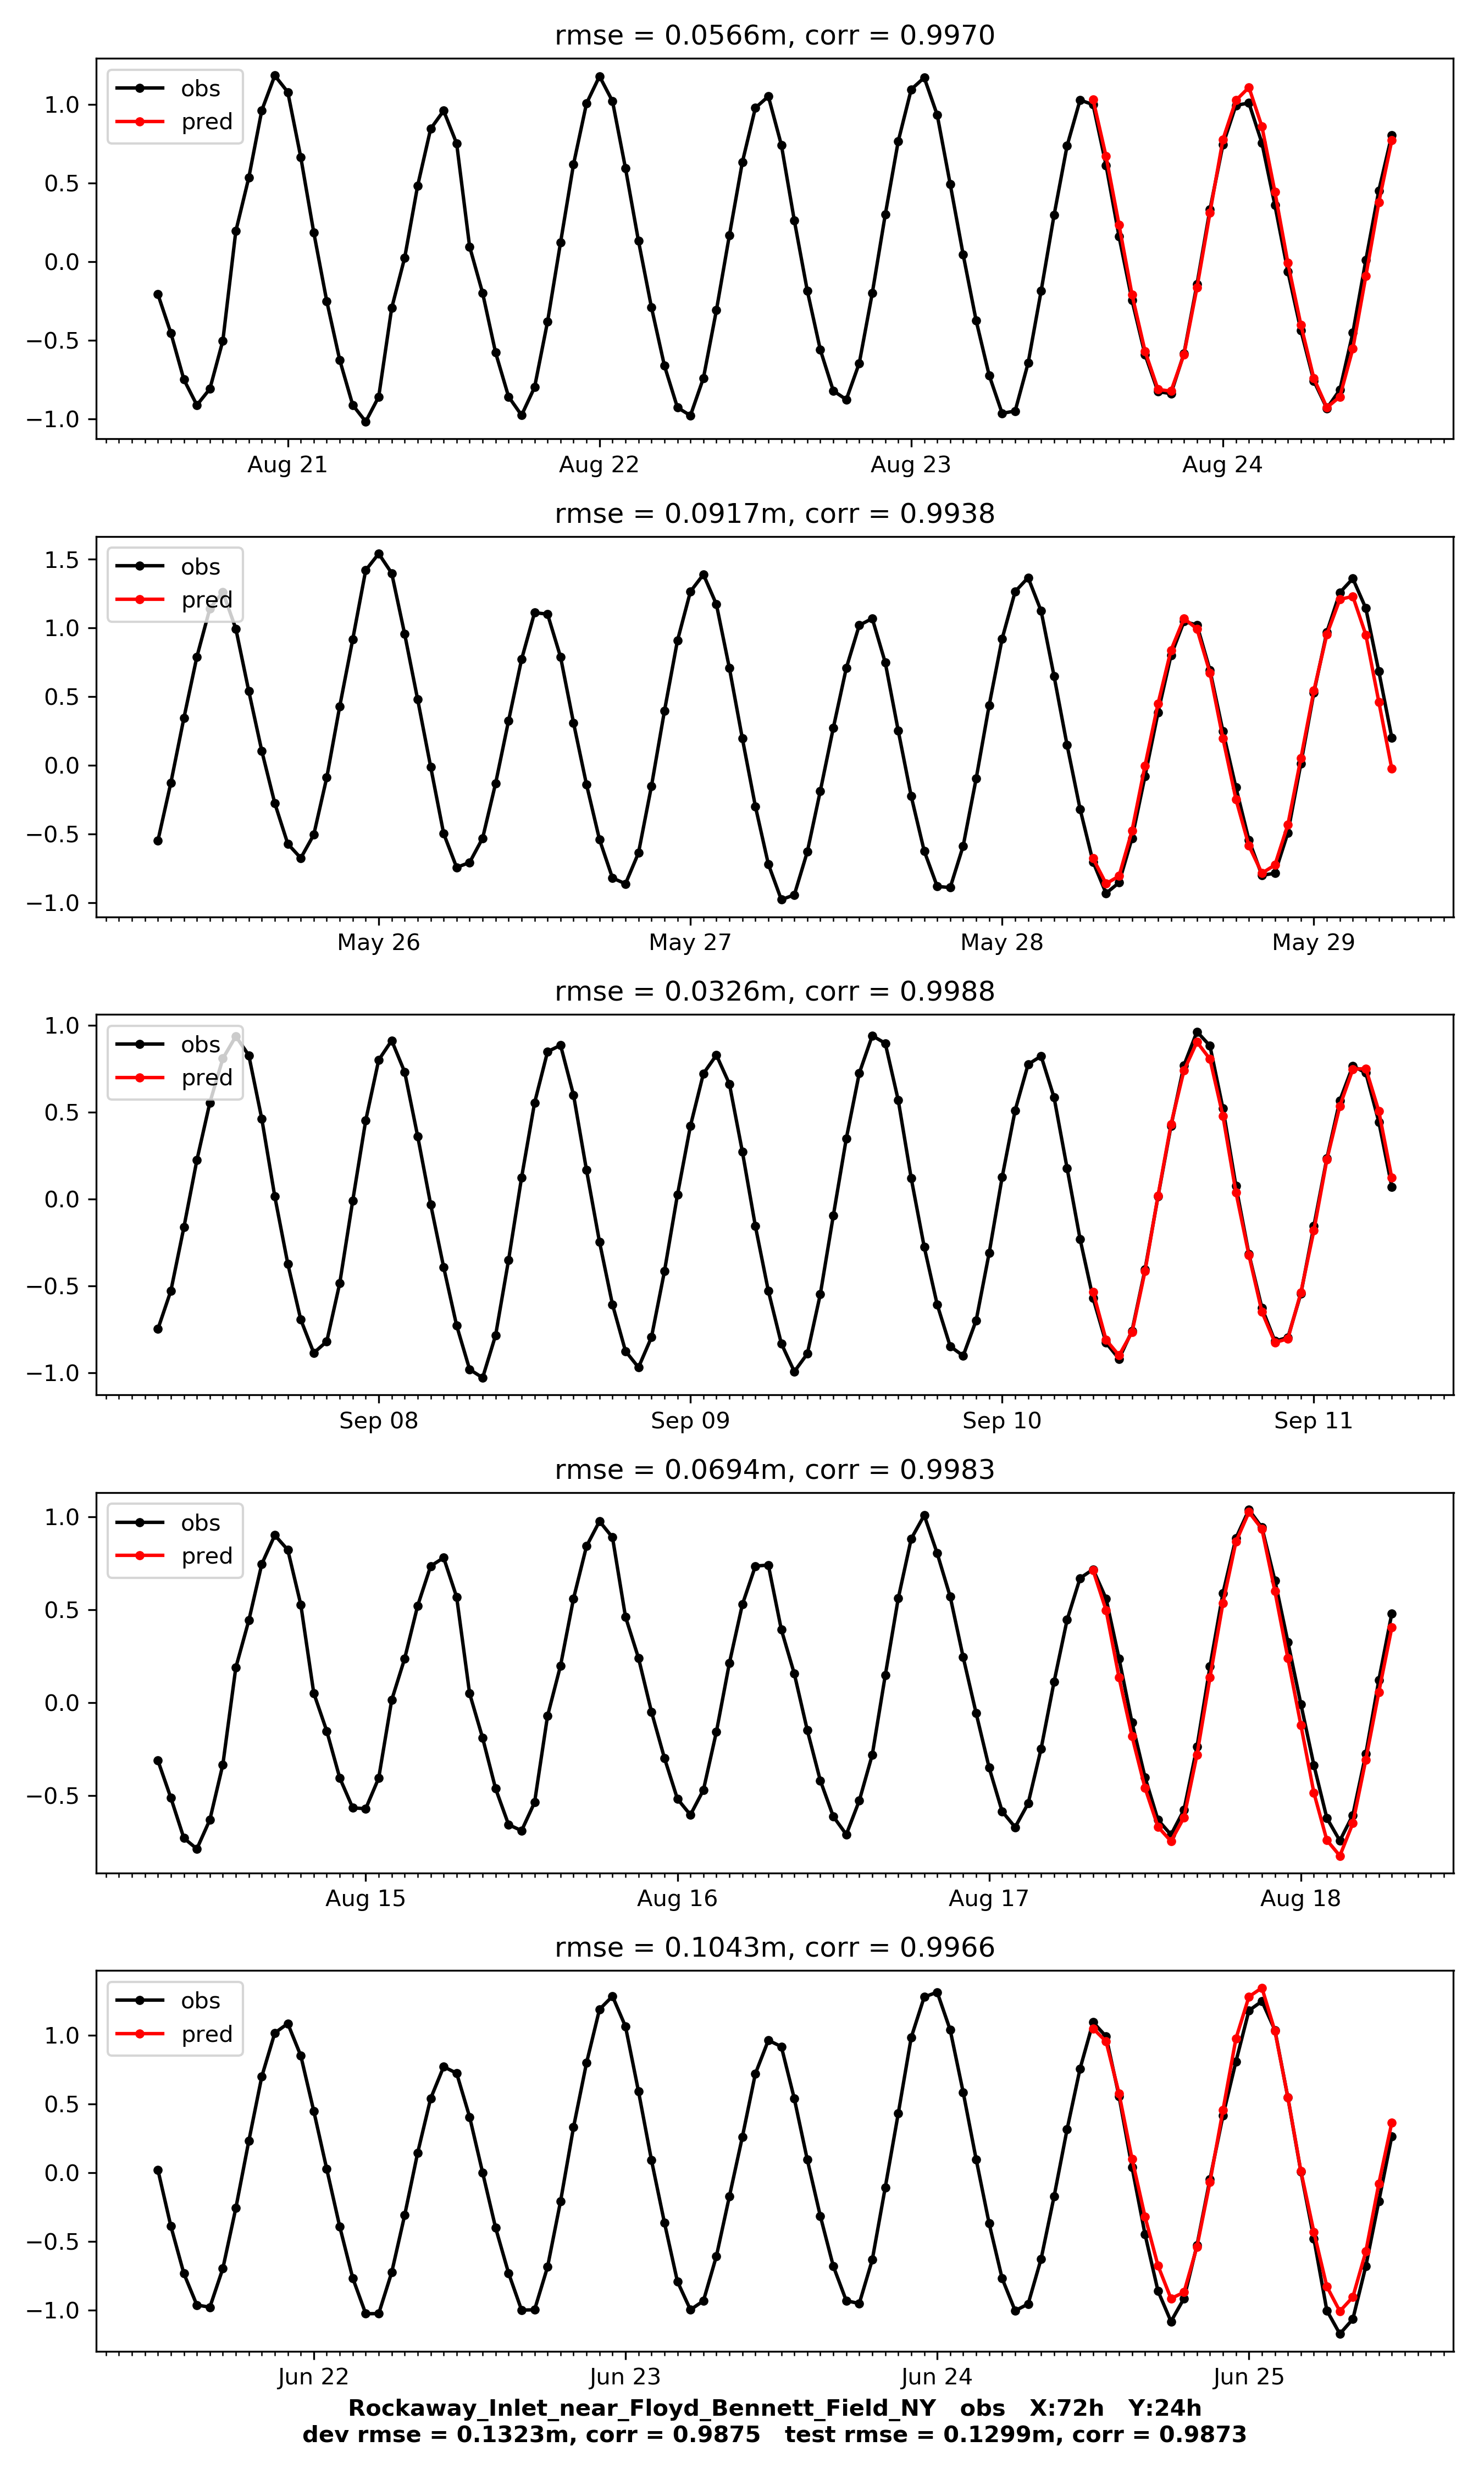 rmse = 0.0566m, corr = 0.9970
obs
pred
1.0
0.5
0.0
−0.5
−1.0
Aug 21 Aug 22 Aug 23 Aug 24
rmse = 0.0917m, corr = 0.9938
obs
pred
1.5
1.0
0.5
0.0
−0.5
−1.0
May 26 May 27 May 28 May 29
rmse = 0.0326m, corr = 0.9988
obs
pred
1.0
0.5
0.0
−0.5
−1.0
Sep 08 Sep 09 Sep 10 Sep 11
rmse = 0.0694m, corr = 0.9983
obs
pred
1.0
0.5
0.0
−0.5
Aug 15 Aug 16 Aug 17 Aug 18
rmse = 0.1043m, corr = 0.9966
obs
pred
1.0
0.5
0.0
−0.5
−1.0
Jun 22 Jun 23 Jun 24 Jun 25
Rockaway_Inlet_near_Floyd_Bennett_Field_NY obs X:72h Y:24h
dev rmse = 0.1323m, corr = 0.9875 test rmse = 0.1299m, corr = 0.9873